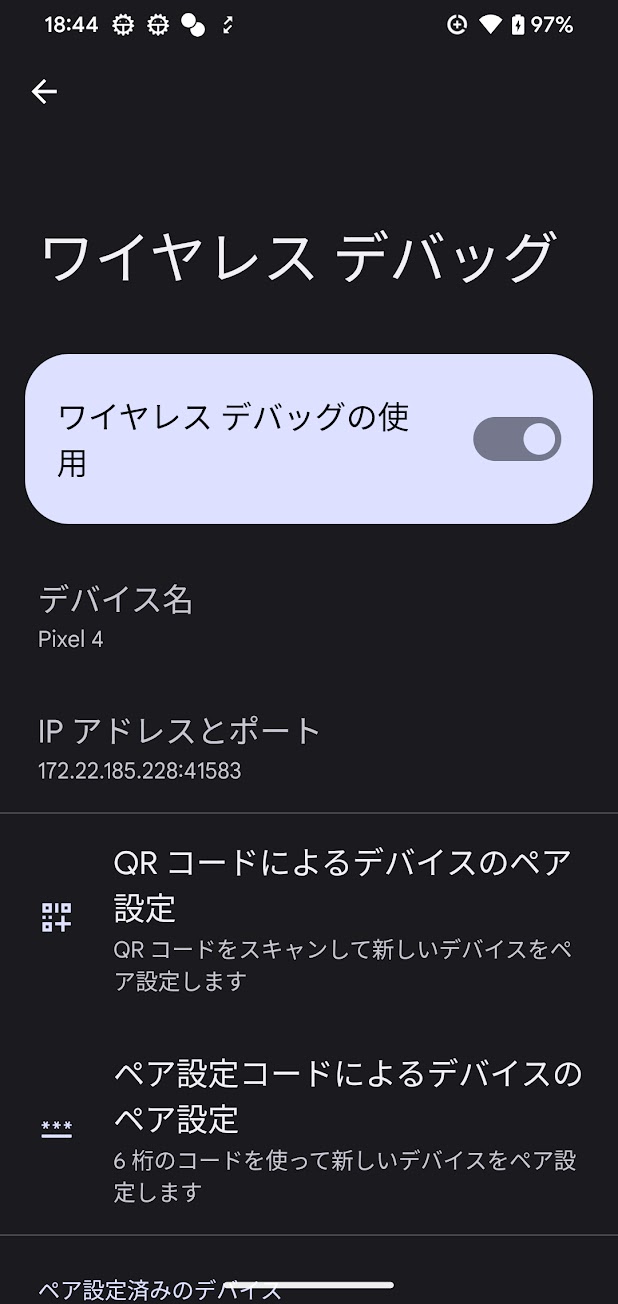 18:44 97%
ワイヤレス デバッグ
ワイヤレス デバッグの使
用
デバイス名
Pixel 4
IP アドレスとポート
172.22.185.228:41583
QR コードによるデバイスのペア
設定
QR コードをスキャンして新しいデバイスをペ
ア設定します
ペア設定コードによるデバイスの
ペア設定
6 桁のコードを使って新しいデバイスをペア設
定します
ペア設定済みのデバイス